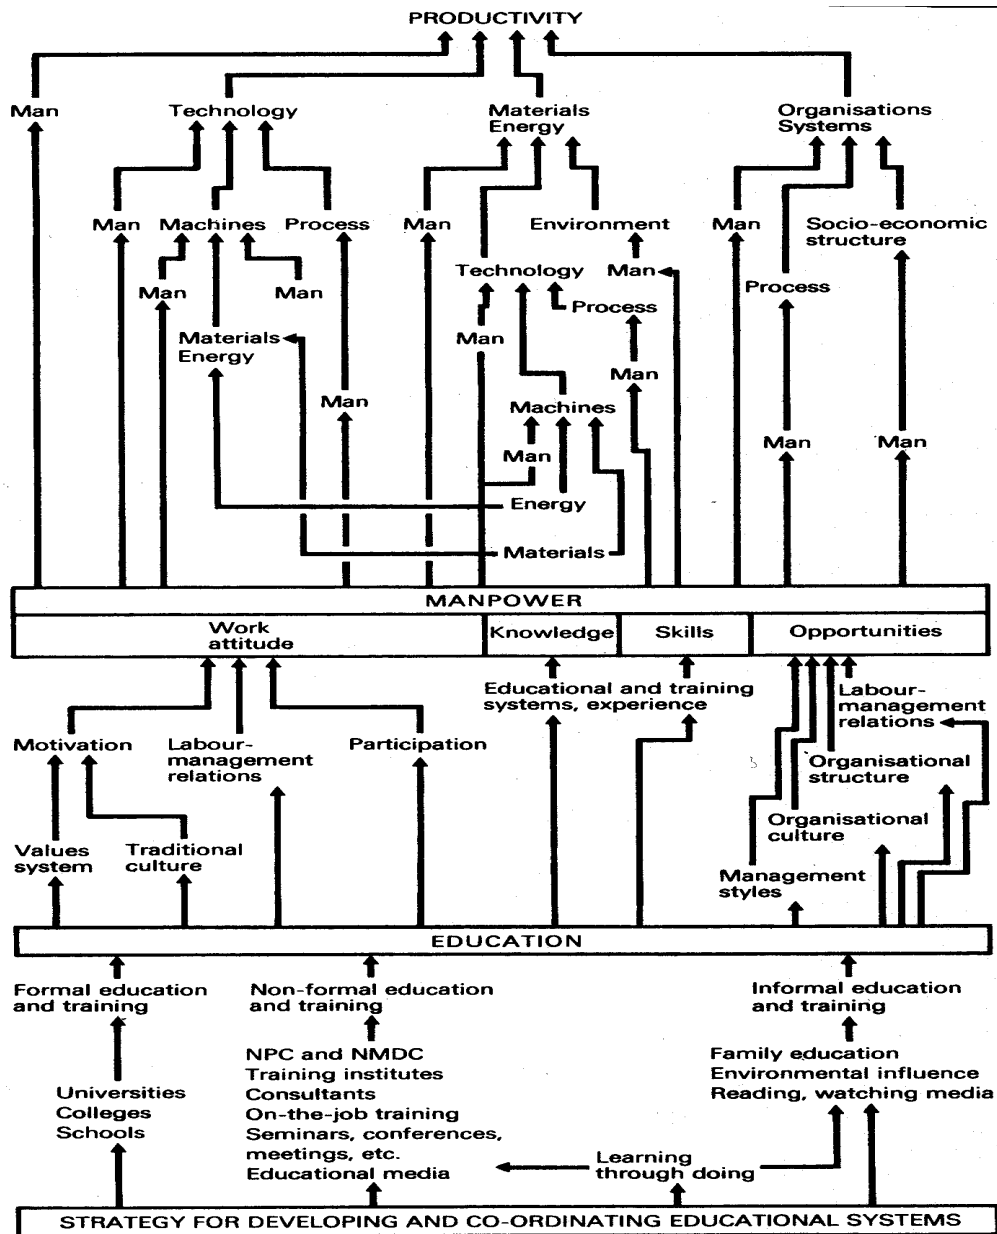 PRODUCTIVITY
Man
Technology
Materials
Energy
Organisations
Systems
Man
Machines
Process
Man
Environment
Man
Socio-economic
structure
Technology
Man
Process
Man
Man
Process
Materials
Energy
Man
Man
Man
Machines
Man
Man
Man
Energy
Materials
MANPOWER
Work
attitude
Knowledge
Skills
Opportunities
Educational and training
systems, experience
Labour-
management
relations
Motivation
Labour-
management
relations
Participation
Organisational
structure
Organisational
culture
Values
system
Traditional
culture
Management
styles
EDUCATION
Formal education
and training
Non-formal education
and training
Informal education
and training
NPC and NMDC
Training institutes
Consultants
On-the-job training
Seminars, conferences,
meetings, etc.
Educational media
Family education
Environmental influence
Reading, watching media
Universities
Colleges
Schools
Learning
through doing
STRATEGY FOR DEVELOPING AND CO-ORDINATING EDUCATIONAL SYSTEMS